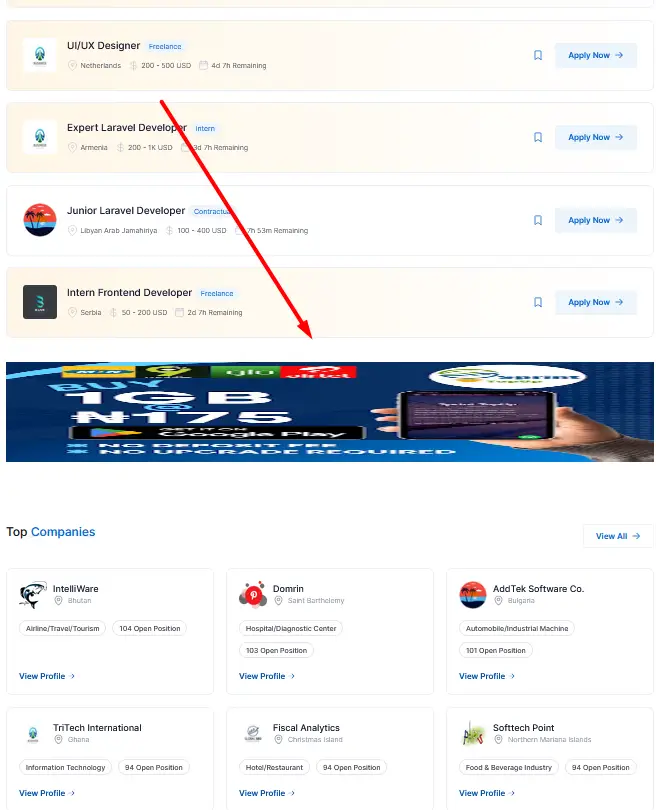 UI/UX Designer Freelance
Netherlands 200 - 500 USD 4d 7h Remaining
Apply Now
Expert Laravel Developer Intern
Armenia 200 - 1K USD 3d 7h Remaining
Apply Now
Junior Laravel Developer Contractual
Libyan Arab Jamahiriya 100 - 400 USD 7h 53m Remaining
Apply Now
Intern Frontend Developer Freelance
Serbia 50 - 200 USD 2d 7h Remaining
Apply Now
glo
airtel
TopUp
BUY
1GB
@
₦175
GET IT ON
Google Play
NO DEPOSIT FEE
NO UPGRADE REQUIRED
Top Companies
View All
IntelliWare
Bhutan
Airline/Travel/Tourism 104 Open Position
View Profile
Domrin
Saint Barthelemy
Hospital/Diagnostic Center
103 Open Position
View Profile
AddTek Software Co.
Bulgaria
Automobile/Industrial Machine
101 Open Position
View Profile
TriTech International
Ghana
Information Technology 94 Open Position
View Profile
Fiscal Analytics
Christmas Island
Hotel/Restaurant 94 Open Position
View Profile
Softtech Point
Northern Mariana Islands
Food & Beverage Industry 94 Open Position
View Profile